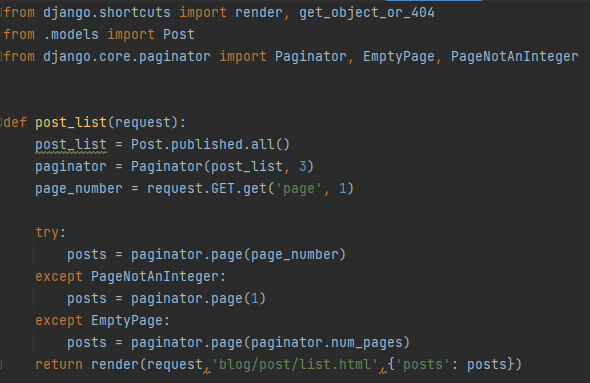 from django.shortcuts import render, get_object_or_404
from .models import Post
from django.core.paginator import Paginator, EmptyPage, PageNotAnInteger
def post_list(request):
    post_list = Post.published.all()
    paginator = Paginator(post_list, 3)
    page_number = request.GET.get('page', 1)
    try:
        posts = paginator.page(page_number)
    except PageNotAnInteger:
        posts = paginator.page(1)
    except EmptyPage:
        posts = paginator.page(paginator.num_pages)
    return render(request,'blog/post/list.html',{'posts': posts})